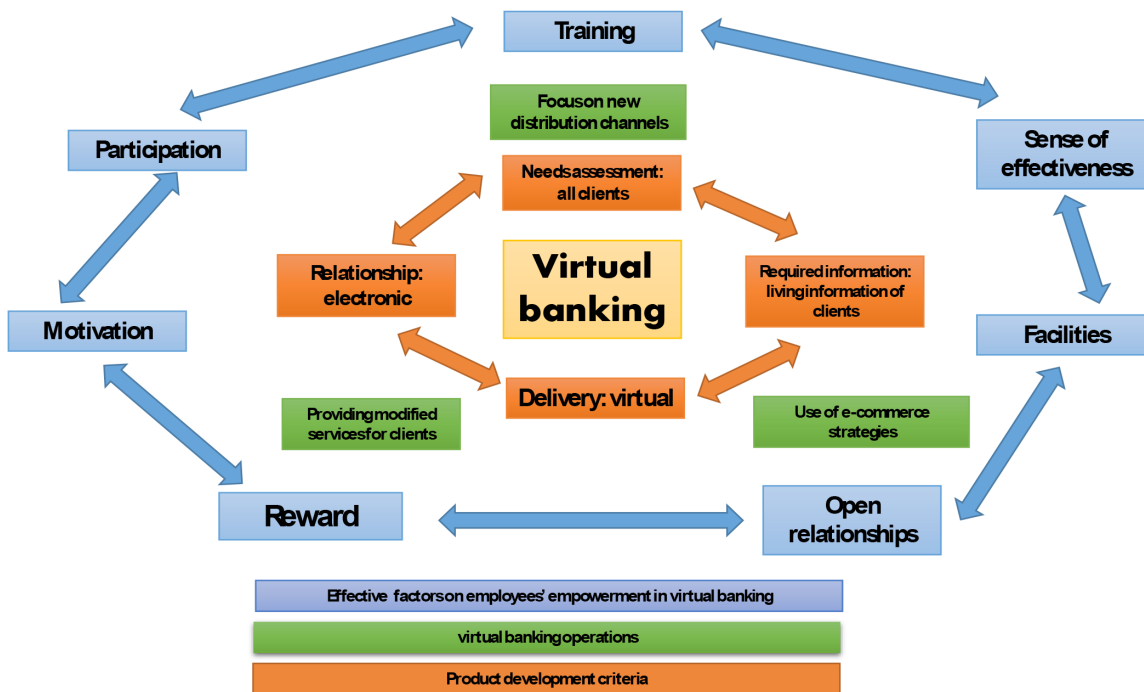 Training
Focus on new
distribution channels
Participation
Sense of
effectiveness
Needs assessment:
all clients
Relationship:
electronic
Virtual
banking
Required information:
living information of
clients
Motivation
Facilities
Delivery: virtual
Providing modified
services for clients
Use of e-commerce
strategies
Reward
Open
relationships
Effective factors on employees' empowerment in virtual banking
virtual banking operations
Product development criteria